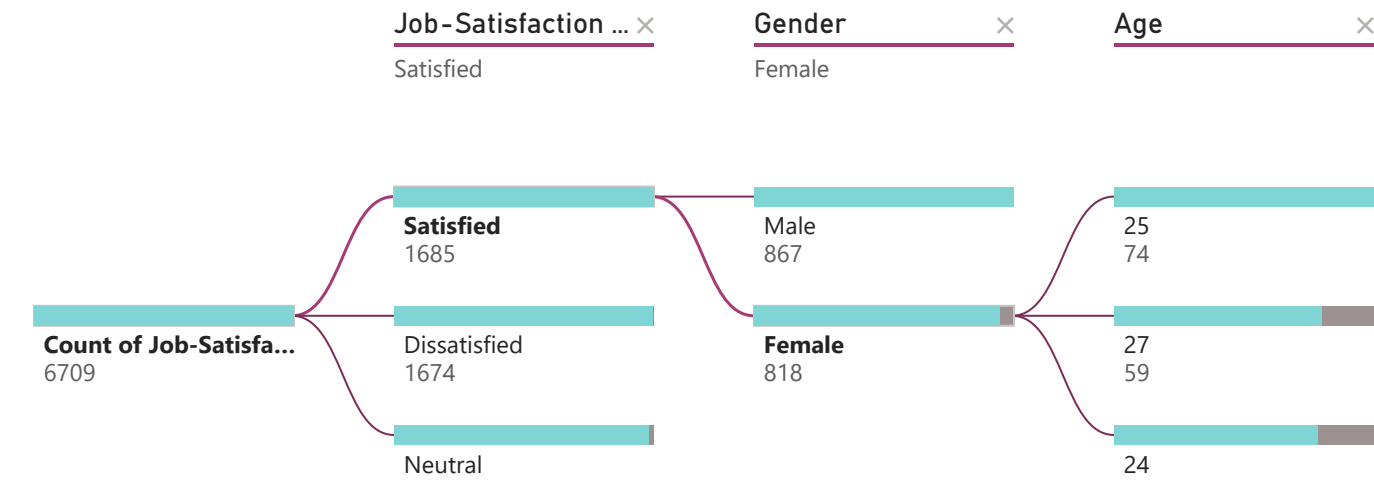 Job-Satisfaction ... ×
Gender ×
Age ×
Satisfied
Female
Satisfied
1685
Male
867
25
74
Count of Job-Satisfa...
6709
Dissatisfied
1674
Female
818
27
59
Neutral
24